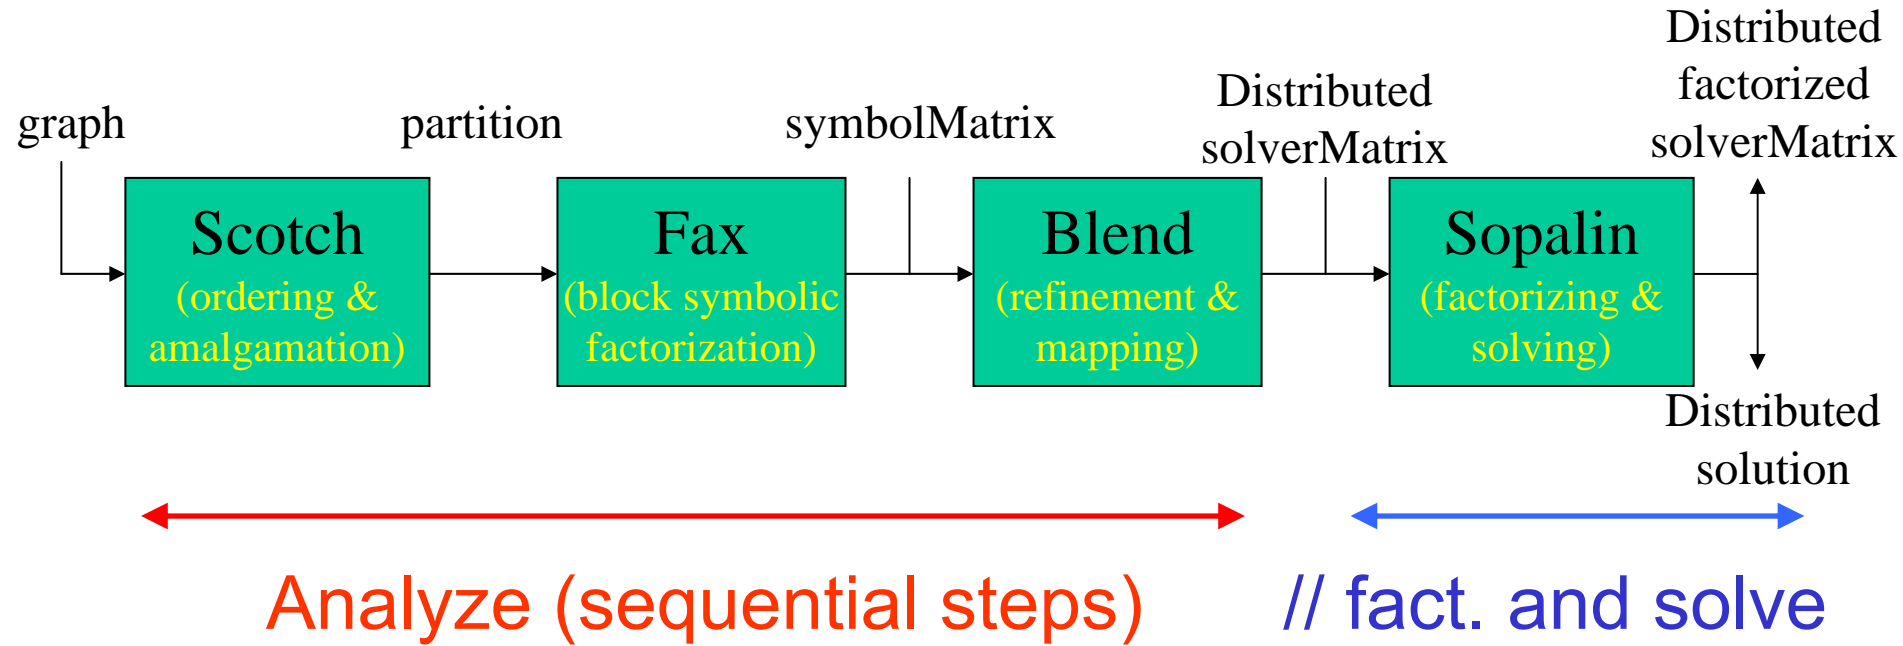 graph
partition
symbolMatrix
Distributed
solverMatrix
Distributed
factorized
solverMatrix
Scotch
(ordering &
amalgamation)
Fax
(block symbolic
factorization)
Blend
(refinement &
mapping)
Sopalin
(factorizing &
solving)
Distributed
solution
Analyze (sequential steps)
// fact. and solve